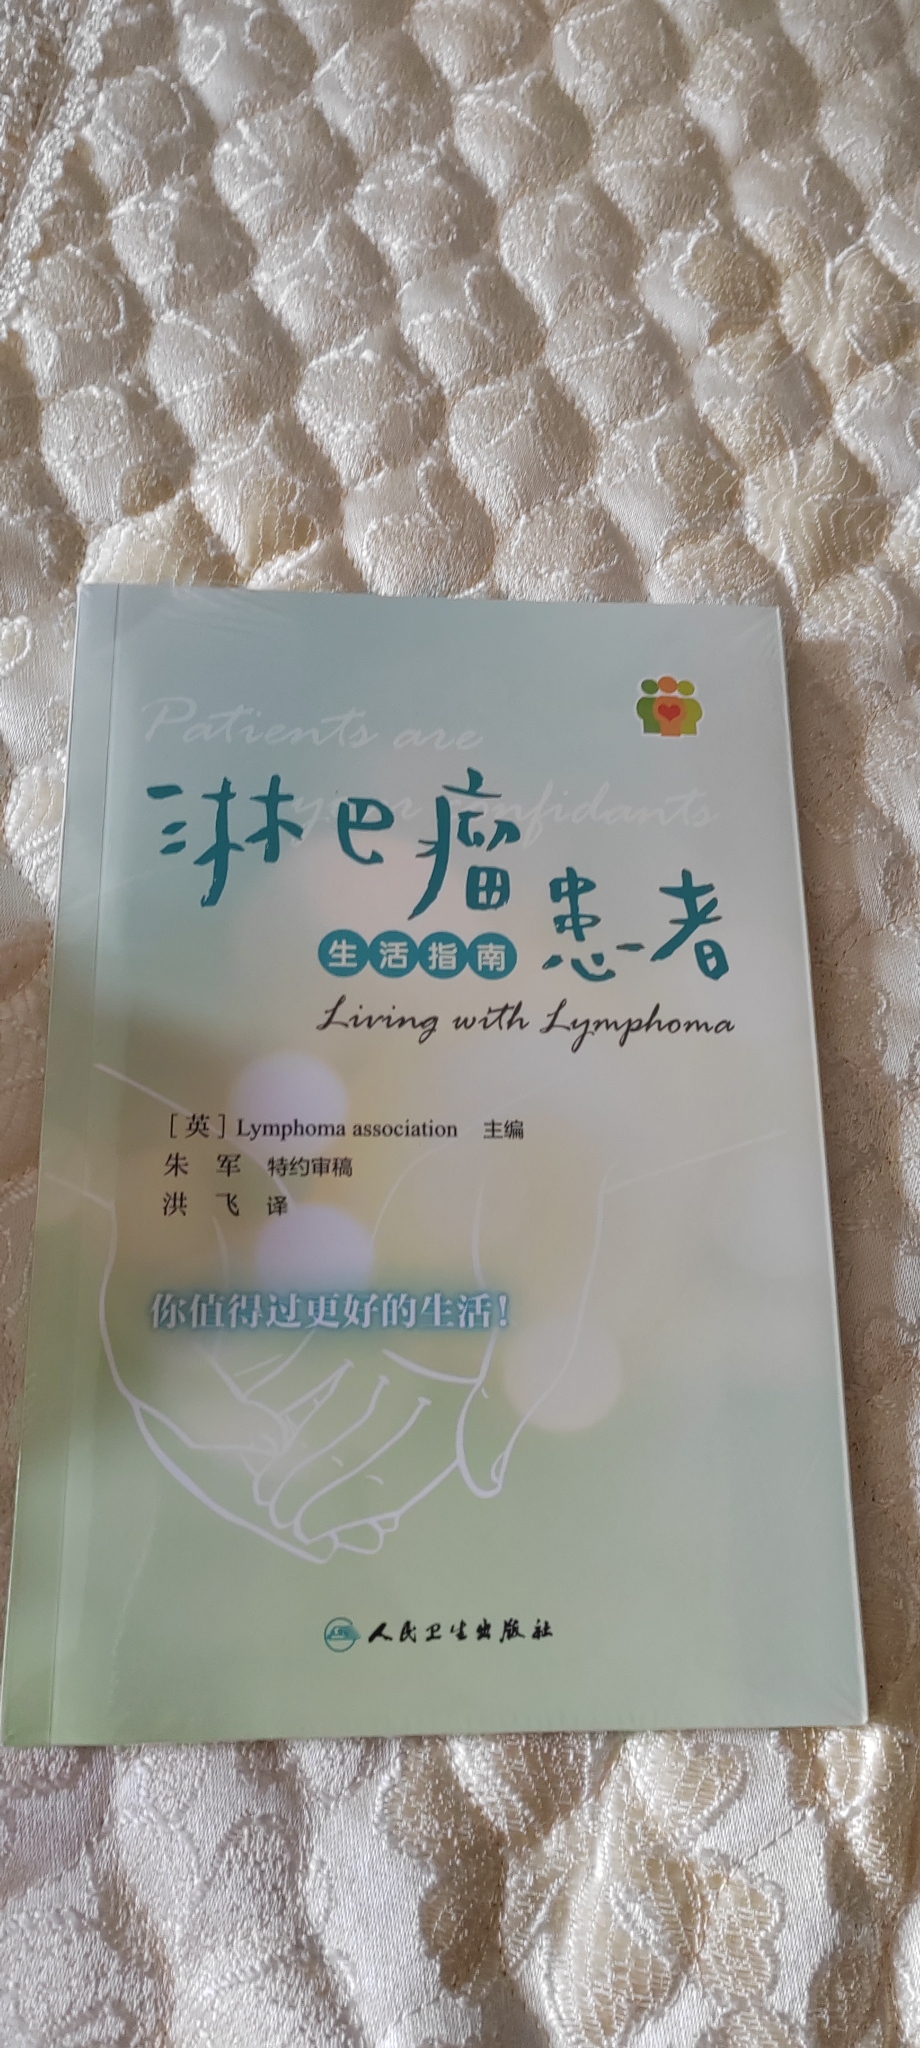 Patients are
your confidants
淋巴瘤
患者
生活指南
Living with Lymphoma
［英］Lymphoma association 主编
朱 军 特约审稿
洪 飞 译
你值得过更好的生活！
人民卫生出版社